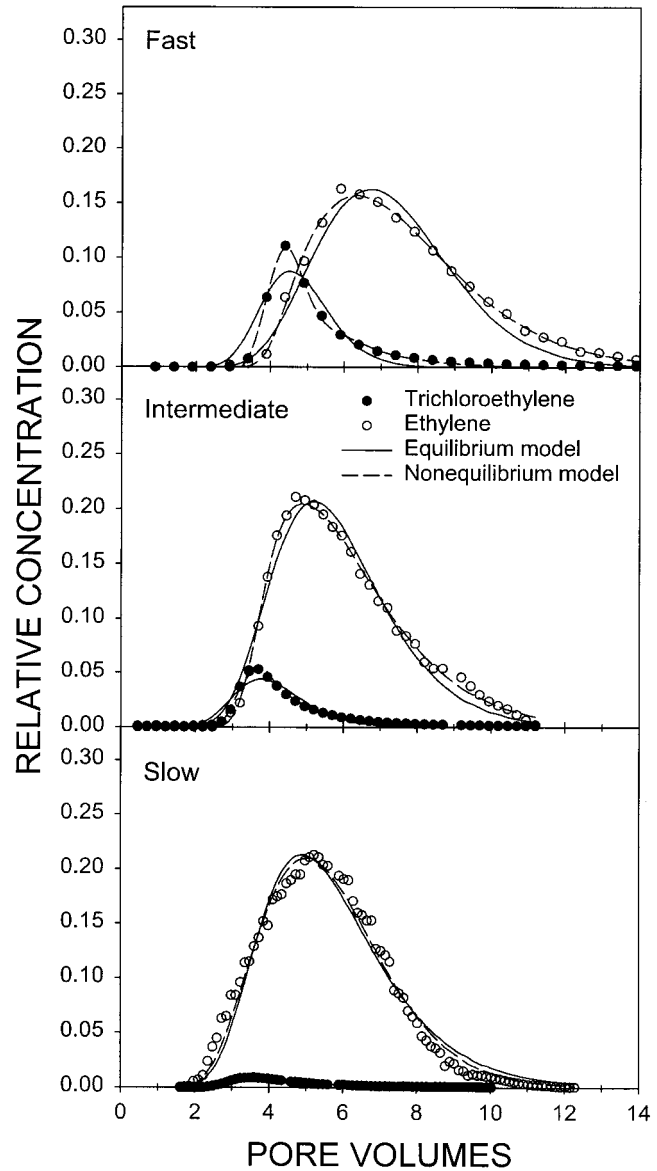 RELATIVE CONCENTRATION
Fast
0.30
0.25
0.20
0.15
0.10
0.05
0.00
Intermediate
Trichloroethylene
Ethylene
Equilibrium model
Nonequilibrium model
0.30
0.25
0.20
0.15
0.10
0.05
0.00
Slow
0.30
0.25
0.20
0.15
0.10
0.05
0.00
0 2 4 6 8 10 12 14
PORE VOLUMES